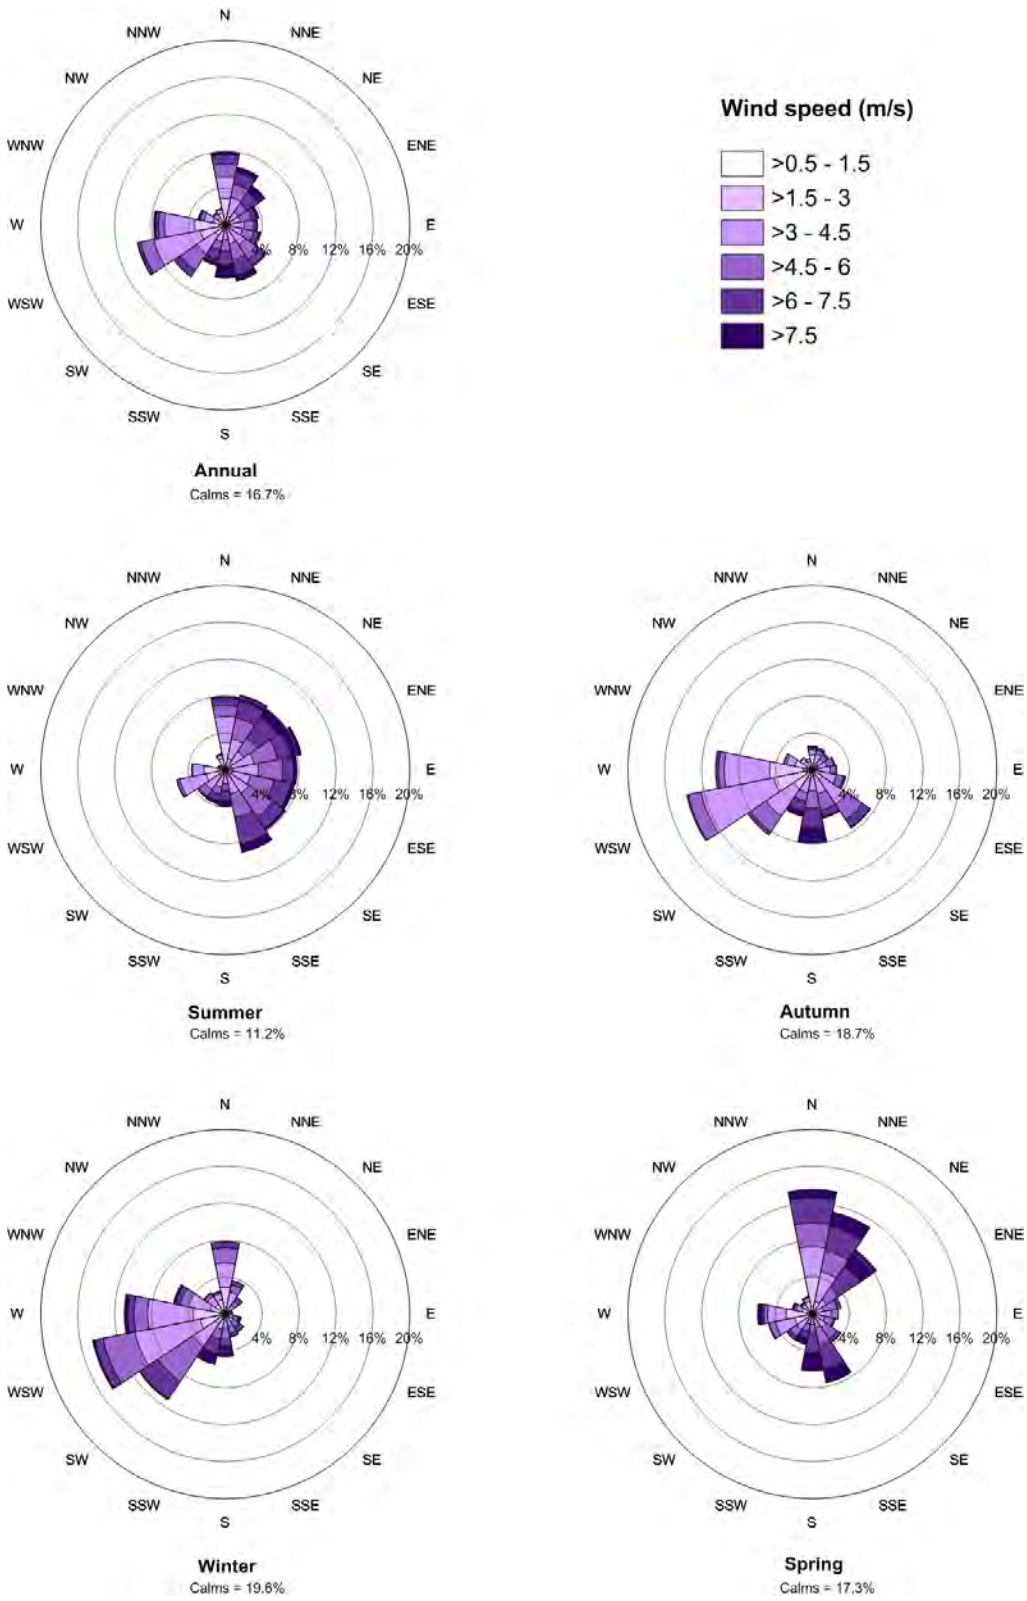 N
NNW NNE
NW NE
WNW ENE
W E
4% 8% 12% 16% 20%
WSW ESE
SW SE
SSW SSE
S
Annual
Calms = 16.7%
Wind speed (m/s)
>0.5 - 1.5
>1.5 - 3
>3 - 4.5
>4.5 - 6
>6 - 7.5
>7.5
N
NNW NNE
NW NE
WNW ENE
W E
4% 8% 12% 16% 20%
WSW ESE
SW SE
SSW SSE
S
Summer
Calms = 11.2%
N
NNW NNE
NW NE
WNW ENE
W E
4% 8% 12% 16% 20%
WSW ESE
SW SE
SSW SSE
S
Autumn
Calms = 18.7%
N
NNW NNE
NW NE
WNW ENE
W E
4% 8% 12% 16% 20%
WSW ESE
SW SE
SSW SSE
S
Winter
Calms = 19.6%
N
NNW NNE
NW NE
WNW ENE
W E
4% 8% 12% 16% 20%
WSW ESE
SW SE
SSW SSE
S
Spring
Calms = 17.3%